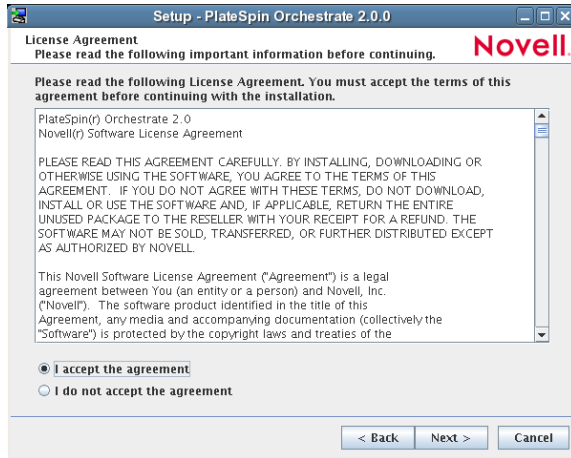 Setup - PlateSpin Orchestrate 2.0.0
License Agreement
Please read the following important information before continuing.
Novell.
Please read the following License Agreement. You must accept the terms of this
agreement before continuing with the installation.
PlateSpin(r) Orchestrate 2.0
Novell(r) Software License Agreement
PLEASE READ THIS AGREEMENT CAREFULLY. BY INSTALLING, DOWNLOADING OR
OTHERWISE USING THE SOFTWARE, YOU AGREE TO THE TERMS OF THIS
AGREEMENT.  IF YOU DO NOT AGREE WITH THESE TERMS, DO NOT DOWNLOAD,
INSTALL OR USE THE SOFTWARE AND, IF APPLICABLE, RETURN THE ENTIRE
UNUSED PACKAGE TO THE RESELLER WITH YOUR RECEIPT FOR A REFUND. THE
SOFTWARE MAY NOT BE SOLD, TRANSFERRED, OR FURTHER DISTRIBUTED EXCEPT
AS AUTHORIZED BY NOVELL.
This Novell Software License Agreement ("Agreement") is a legal
agreement between You (an entity or a person) and Novell, Inc.
("Novell").  The software product identified in the title of this
Agreement, any media and accompanying documentation (collectively the
"Software") is protected by the copyright laws and treaties of the
I accept the agreement
I do not accept the agreement
< Back
Next >
Cancel